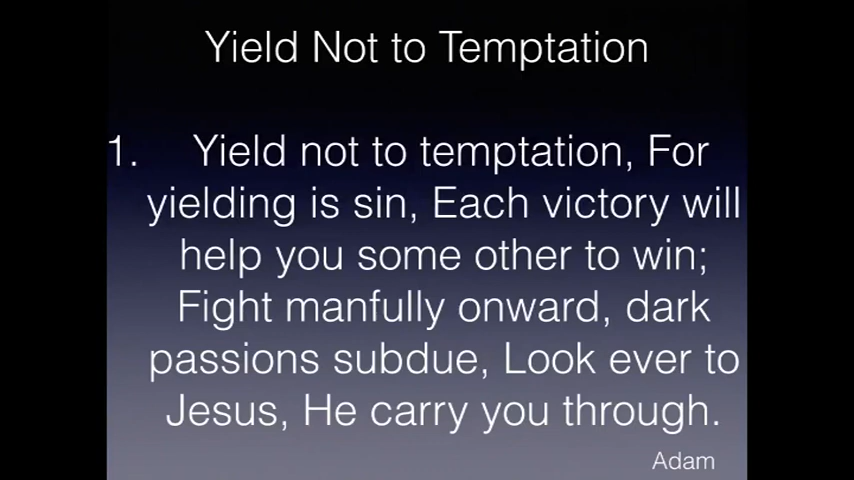 Yield Not to Temptation
1. Yield not to temptation, For
yielding is sin, Each victory will
help you some other to win;
Fight manfully onward, dark
passions subdue, Look ever to
Jesus, He carry you through.
Adam